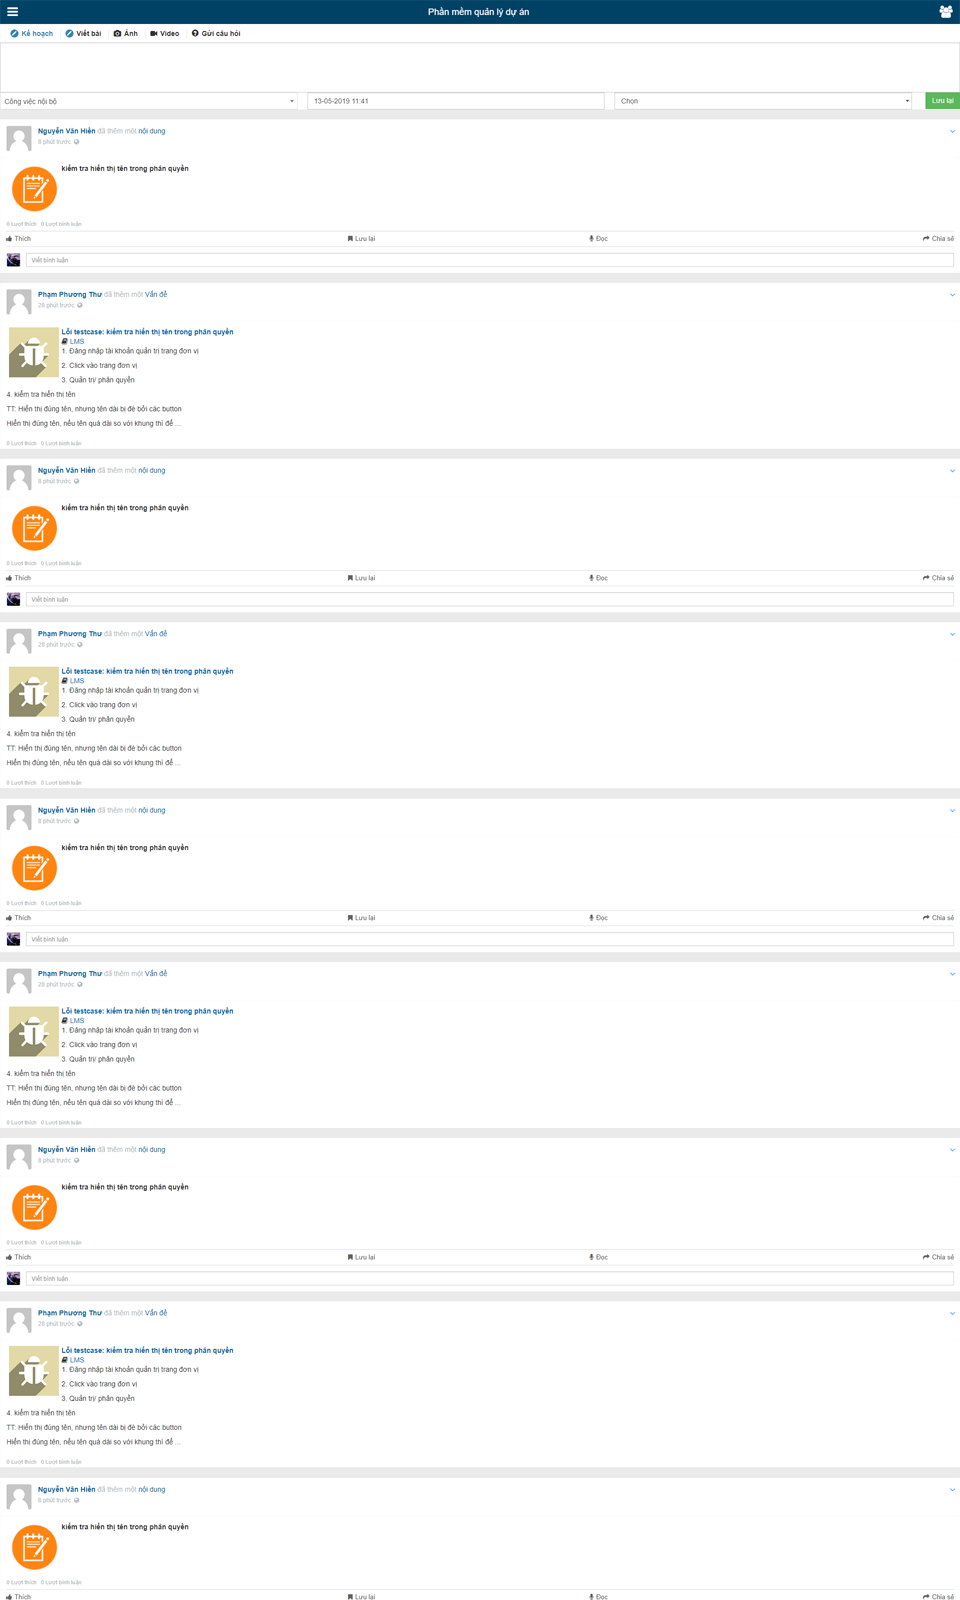 Phần mềm quản lý dự án
Kế hoạch Viết bài Ảnh Video Gửi câu hỏi
Công việc nội bộ 13-05-2019 11:41 Chọn Lưu lại
Nguyễn Văn Hiển đã thêm một nội dung
8 phút trước
kiểm tra hiển thị tên trong phân quyền
0 Lượt thích 0 Lượt bình luận
Thích Lưu lại Đọc Chia sẻ
Viết bình luận
Phạm Phương Thư đã thêm một Vấn đề
28 phút trước
Lỗi testcase: kiểm tra hiển thị tên trong phân quyền
LMS
1. Đăng nhập tài khoản quản trị trang đơn vị
2. Click vào trang đơn vị
3. Quản trị/ phân quyền
4. kiểm tra hiển thị tên
TT: Hiển thị đúng tên, nhưng tên dài bị đè bởi các button
Hiển thị đúng tên, nếu tên quá dài so với khung thì để ...
0 Lượt thích 0 Lượt bình luận
Nguyễn Văn Hiển đã thêm một nội dung
8 phút trước
kiểm tra hiển thị tên trong phân quyền
0 Lượt thích 0 Lượt bình luận
Thích Lưu lại Đọc Chia sẻ
Viết bình luận
Phạm Phương Thư đã thêm một Vấn đề
28 phút trước
Lỗi testcase: kiểm tra hiển thị tên trong phân quyền
LMS
1. Đăng nhập tài khoản quản trị trang đơn vị
2. Click vào trang đơn vị
3. Quản trị/ phân quyền
4. kiểm tra hiển thị tên
TT: Hiển thị đúng tên, nhưng tên dài bị đè bởi các button
Hiển thị đúng tên, nếu tên quá dài so với khung thì để ...
0 Lượt thích 0 Lượt bình luận
Nguyễn Văn Hiển đã thêm một nội dung
8 phút trước
kiểm tra hiển thị tên trong phân quyền
0 Lượt thích 0 Lượt bình luận
Thích Lưu lại Đọc Chia sẻ
Viết bình luận
Phạm Phương Thư đã thêm một Vấn đề
28 phút trước
Lỗi testcase: kiểm tra hiển thị tên trong phân quyền
LMS
1. Đăng nhập tài khoản quản trị trang đơn vị
2. Click vào trang đơn vị
3. Quản trị/ phân quyền
4. kiểm tra hiển thị tên
TT: Hiển thị đúng tên, nhưng tên dài bị đè bởi các button
Hiển thị đúng tên, nếu tên quá dài so với khung thì để ...
0 Lượt thích 0 Lượt bình luận
Nguyễn Văn Hiển đã thêm một nội dung
8 phút trước
kiểm tra hiển thị tên trong phân quyền
0 Lượt thích 0 Lượt bình luận
Thích Lưu lại Đọc Chia sẻ
Viết bình luận
Phạm Phương Thư đã thêm một Vấn đề
28 phút trước
Lỗi testcase: kiểm tra hiển thị tên trong phân quyền
LMS
1. Đăng nhập tài khoản quản trị trang đơn vị
2. Click vào trang đơn vị
3. Quản trị/ phân quyền
4. kiểm tra hiển thị tên
TT: Hiển thị đúng tên, nhưng tên dài bị đè bởi các button
Hiển thị đúng tên, nếu tên quá dài so với khung thì để ...
0 Lượt thích 0 Lượt bình luận
Nguyễn Văn Hiển đã thêm một nội dung
8 phút trước
kiểm tra hiển thị tên trong phân quyền
0 Lượt thích 0 Lượt bình luận
Thích Lưu lại Đọc Chia sẻ